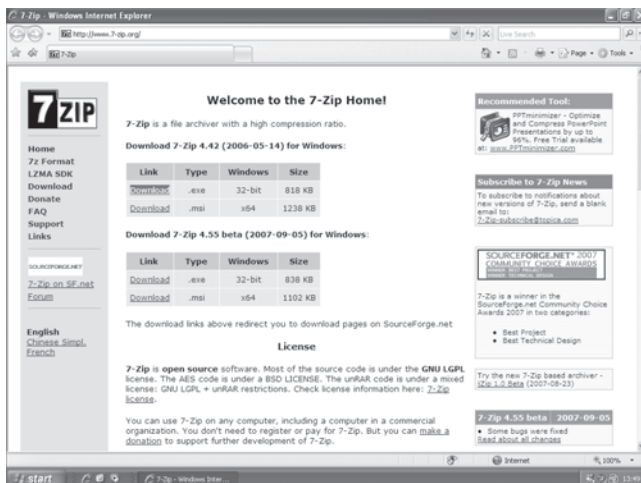 7-Zip - Windows Internet Explorer
http://www.7-zip.org/
Live Search
7-Zip
Page
Tools
7ZIP
Home
7z Format
LZMA SDK
Download
Donate
FAQ
Support
Links
SOURCEFORGE.NET
7-Zip on SF.net
Forum
English
Chinese Simpl.
French
Welcome to the 7-Zip Home!
7-Zip is a file archiver with a high compression ratio.
Download 7-Zip 4.42 (2006-05-14) for Windows:
Link Type Windows Size
Download .exe 32-bit 818 KB
Download .msi x64 1238 KB
Download 7-Zip 4.55 beta (2007-09-05) for Windows:
Link Type Windows Size
Download .exe 32-bit 838 KB
Download .msi x64 1102 KB
The download links above redirect you to download pages on SourceForge.net
License
7-Zip is open source software. Most of the source code is under the GNU LGPL
license. The AES code is under a BSD LICENSE. The unRAR code is under a mixed
license: GNU LGPL + unRAR restrictions. Check license information here: 7-Zip
license.
You can use 7-Zip on any computer, including a computer in a commercial
organization. You don't need to register or pay for 7-Zip. But you can make a
donation to support further development of 7-Zip.
Recommended Tool:
PPTminimizer - Optimize
and Compress PowerPoint
Presentations by up to
96%. Free Trial available
at: www.PPTminimizer.com
Subscribe to 7-Zip News
To subscribe to notifications about
new versions of 7-Zip, send a blank
email to:
7-Zip-subscribe@topica.com
SOURCEFORGE.NET 2007
COMMUNITY CHOICE AWARDS
WINNER: BEST PROJECT
WINNER: TECHNICAL DESIGN
7-Zip is a winner in the
SourceForge.net Community Choice
Awards 2007 in two categories:
Best Project
Best Technical Design
Try the new 7-Zip based archiver -
(2007-08-23)
7-Zip 4.55 beta 2007-09-05
Some bugs were fixed
Read about all changes
Internet
100%
start
7-Zip - Windows Inter...
13:49